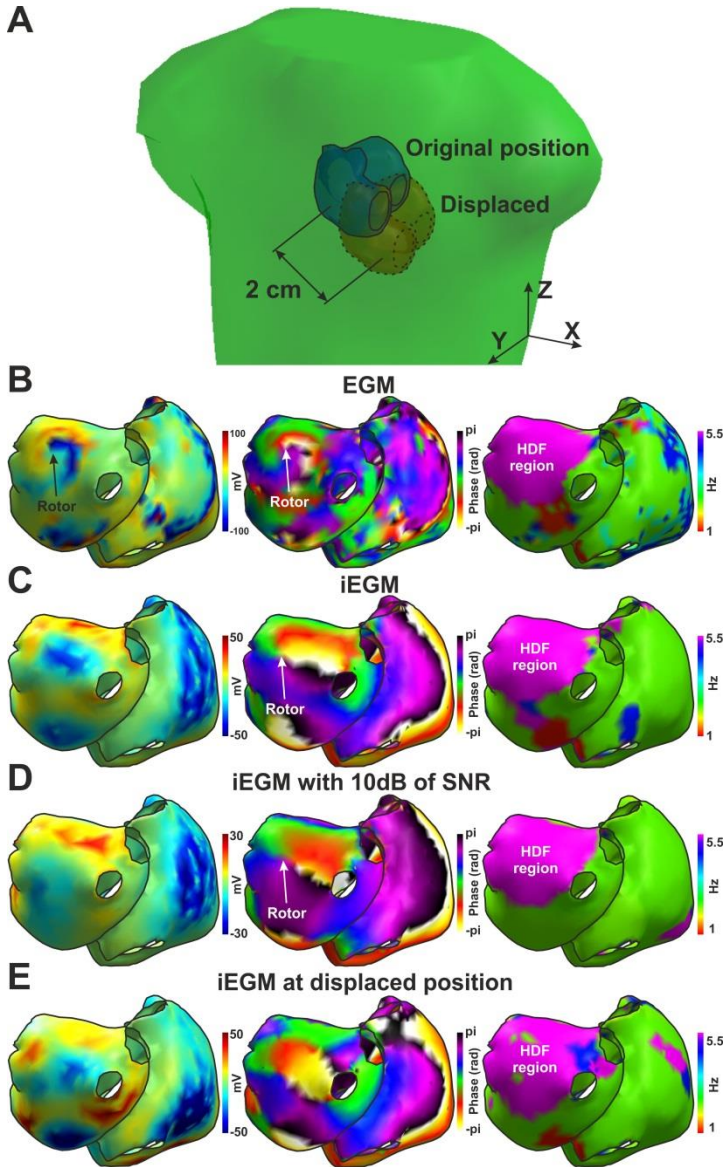 A
Original position
Displaced
2 cm
Z
Y
X
B
EGM
Rotor
100
mV
-100
Rotor
pi
Phase (rad)
-pi
HDF
region
5.5
Hz
1
C
iEGM
50
mV
-50
Rotor
pi
Phase (rad)
-pi
HDF
region
5.5
Hz
1
D
iEGM with 10dB of SNR
30
mV
-30
Rotor
pi
Phase (rad)
-pi
HDF
region
5.5
Hz
1
E
iEGM at displaced position
50
mV
-50
pi
Phase (rad)
-pi
HDF
region
5.5
Hz
1